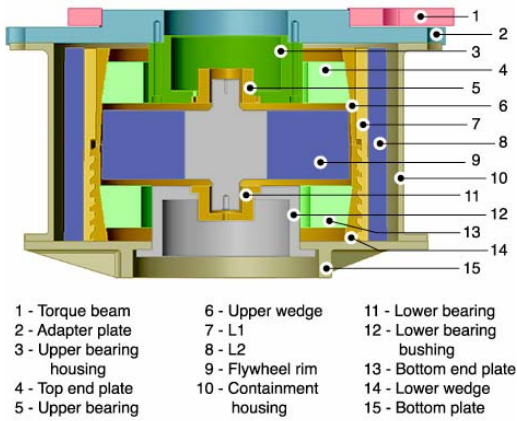 1
2
3
4
5
6
7
8
9
10
11
12
13
14
15
1 - Torque beam
2 - Adapter plate
3 - Upper bearing
housing
4 - Top end plate
5 - Upper bearing
6 - Upper wedge
7 - L1
8 - L2
9 - Flywheel rim
10 - Containment
housing
11 - Lower bearing
12 - Lower bearing
bushing
13 - Bottom end plate
14 - Lower wedge
15 - Bottom plate